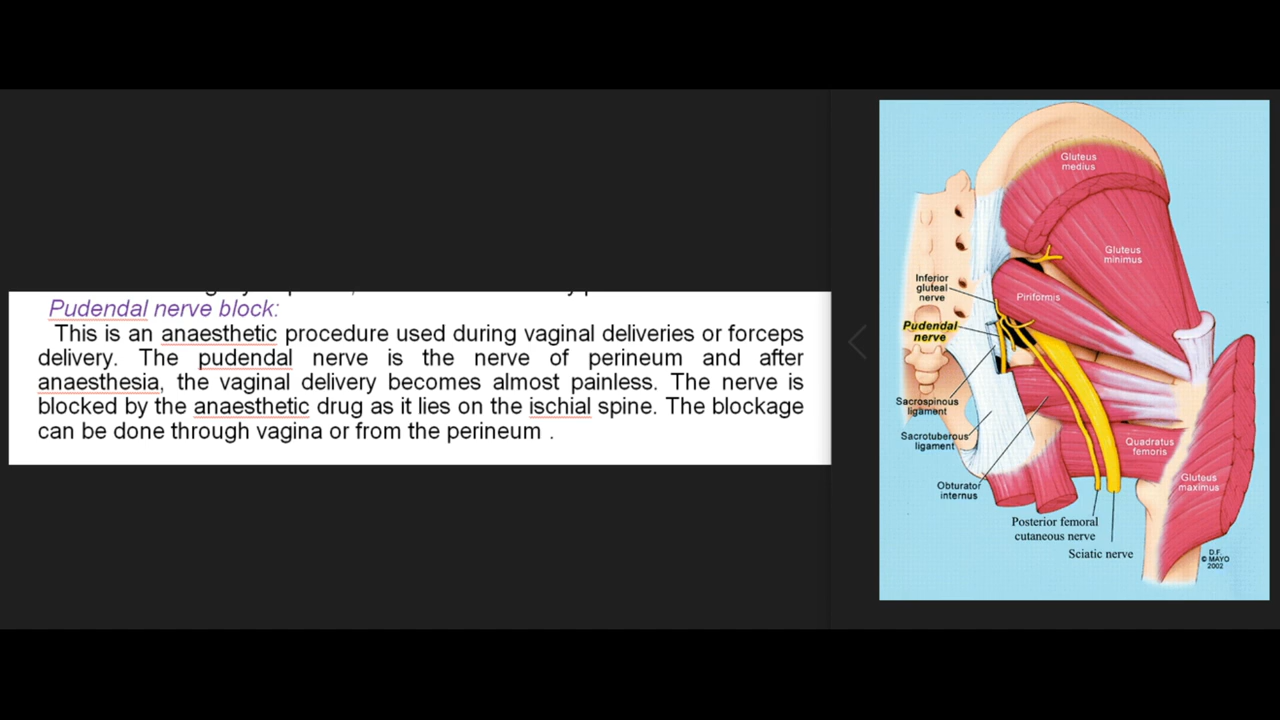 Pudendal nerve block:
This is an anaesthetic procedure used during vaginal deliveries or forceps
delivery. The pudendal nerve is the nerve of perineum and after
anaesthesia, the vaginal delivery becomes almost painless. The nerve is
blocked by the anaesthetic drug as it lies on the ischial spine. The blockage
can be done through vagina or from the perineum .
Gluteus
medius
Gluteus
minimus
Inferior
gluteal
nerve
Piriformis
Pudendal
nerve
Sacrospinous
ligament
Sacrotuberous
ligament
Quadratus
femoris
Gluteus
maximus
Obturator
internus
Posterior femoral
cutaneous nerve
Sciatic nerve
D.F.
© MAYO
2002